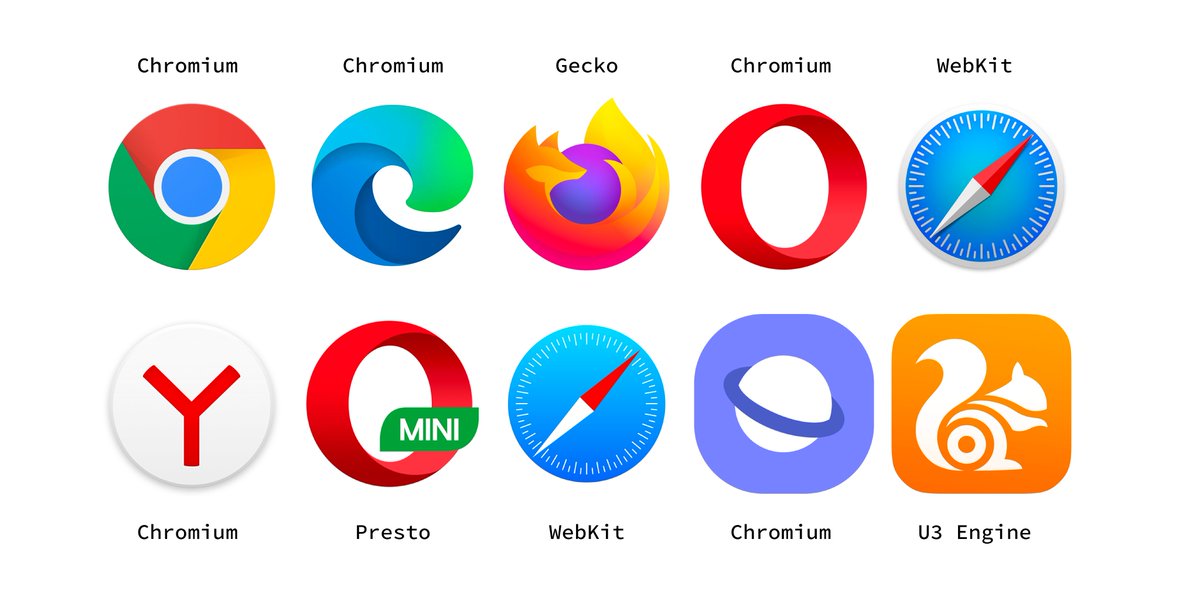 Chromium
Chromium
Gecko
Chromium
WebKit
Y
MINI
Chromium
Presto
WebKit
Chromium
U3 Engine